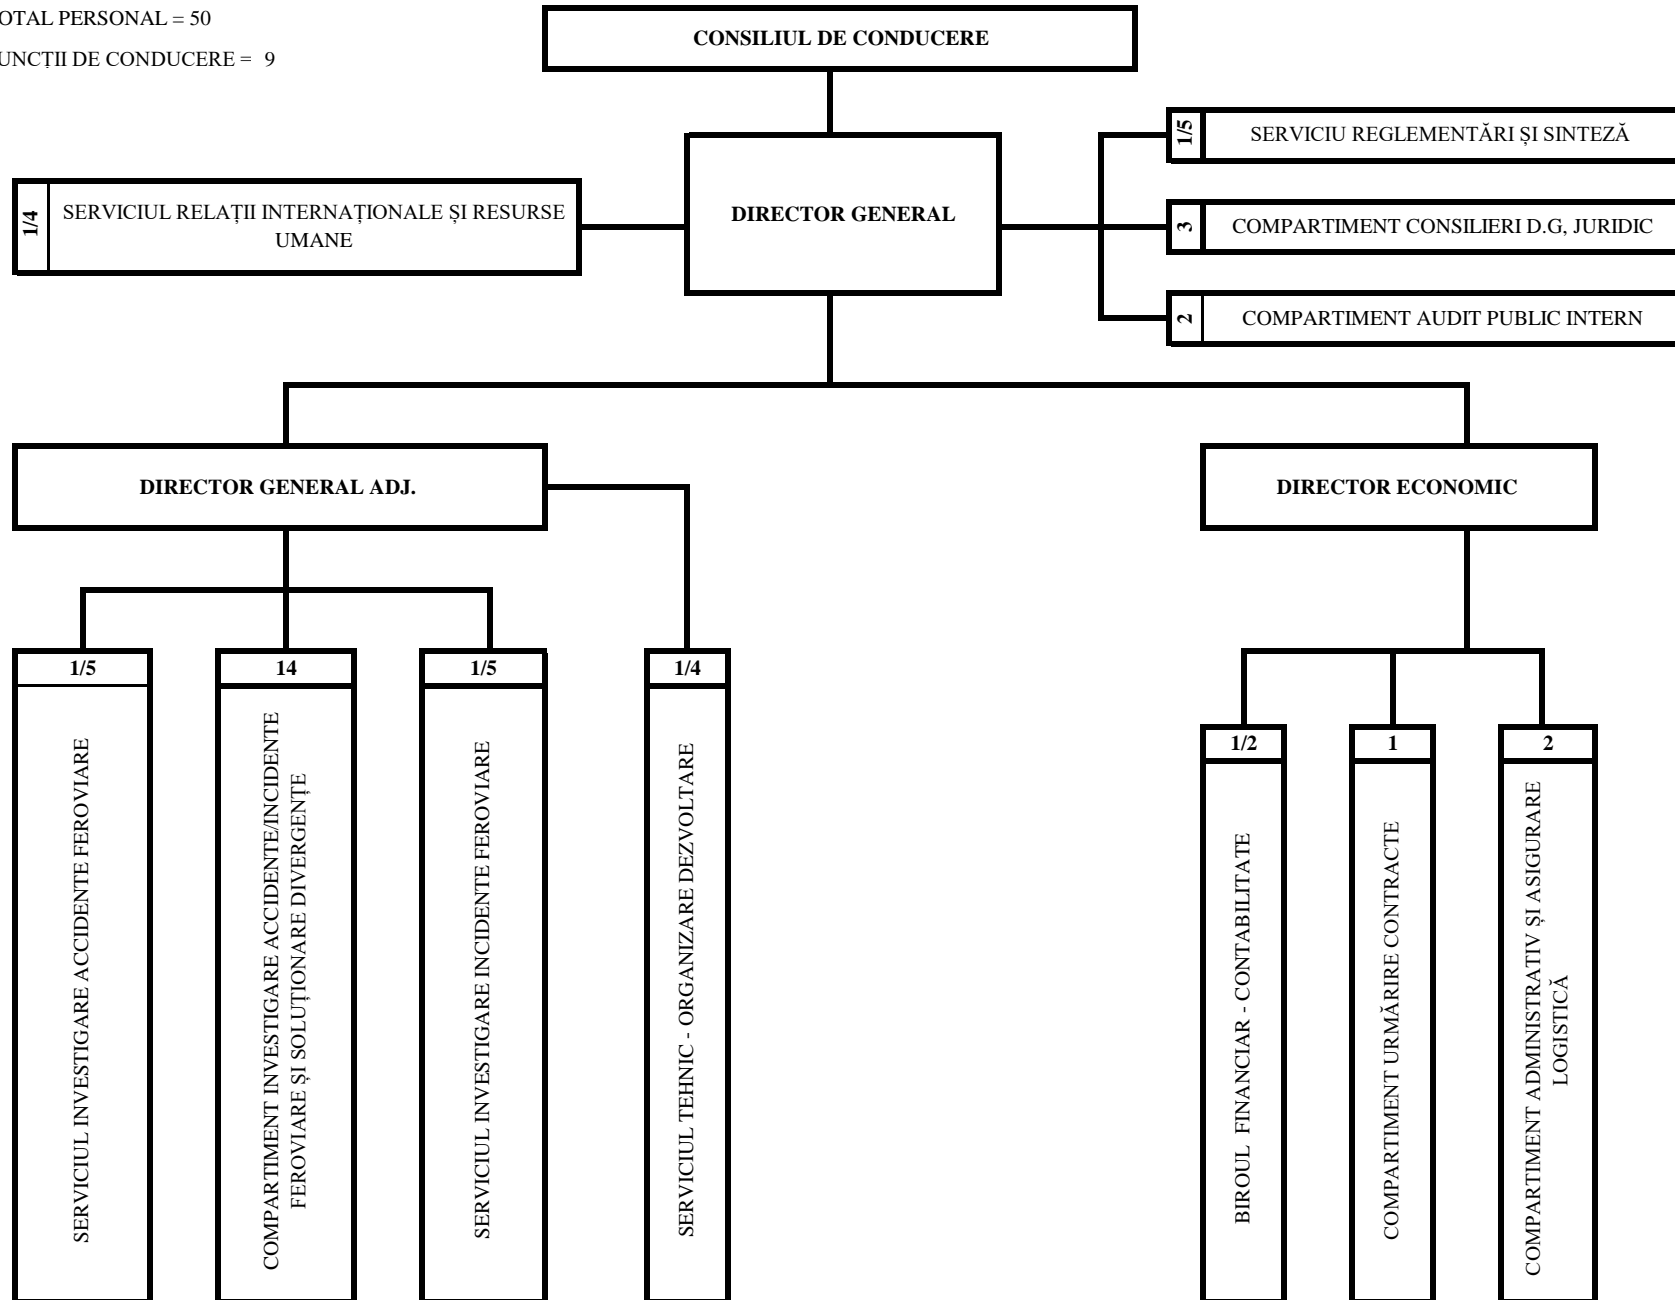 OTAL PERSONAL = 50
UNCȚII DE CONDUCERE = 9
CONSILIUL DE CONDUCERE
1/5
SERVICIU REGLEMENTĂRI ȘI SINTEZĂ
1/4
SERVICIUL RELAȚII INTERNAȚIONALE ȘI RESURSE
UMANE
DIRECTOR GENERAL
3
COMPARTIMENT CONSILIERI D.G, JURIDIC
2
COMPARTIMENT AUDIT PUBLIC INTERN
DIRECTOR GENERAL ADJ.
DIRECTOR ECONOMIC
1/5
SERVICIUL INVESTIGARE ACCIDENTE FEROVIARE
14
COMPARTIMENT INVESTIGARE ACCIDENTE/INCIDENTE
FEROVIARE ȘI SOLUȚIONARE DIVERGENȚE
1/5
SERVICIUL INVESTIGARE INCIDENTE FEROVIARE
1/4
SERVICIUL TEHNIC - ORGANIZARE DEZVOLTARE
1/2
BIROUL FINANCIAR - CONTABILITATE
1
COMPARTIMENT URMĂRIRE CONTRACTE
2
COMPARTIMENT ADMINISTRATIV ȘI ASIGURARE
LOGISTICĂ